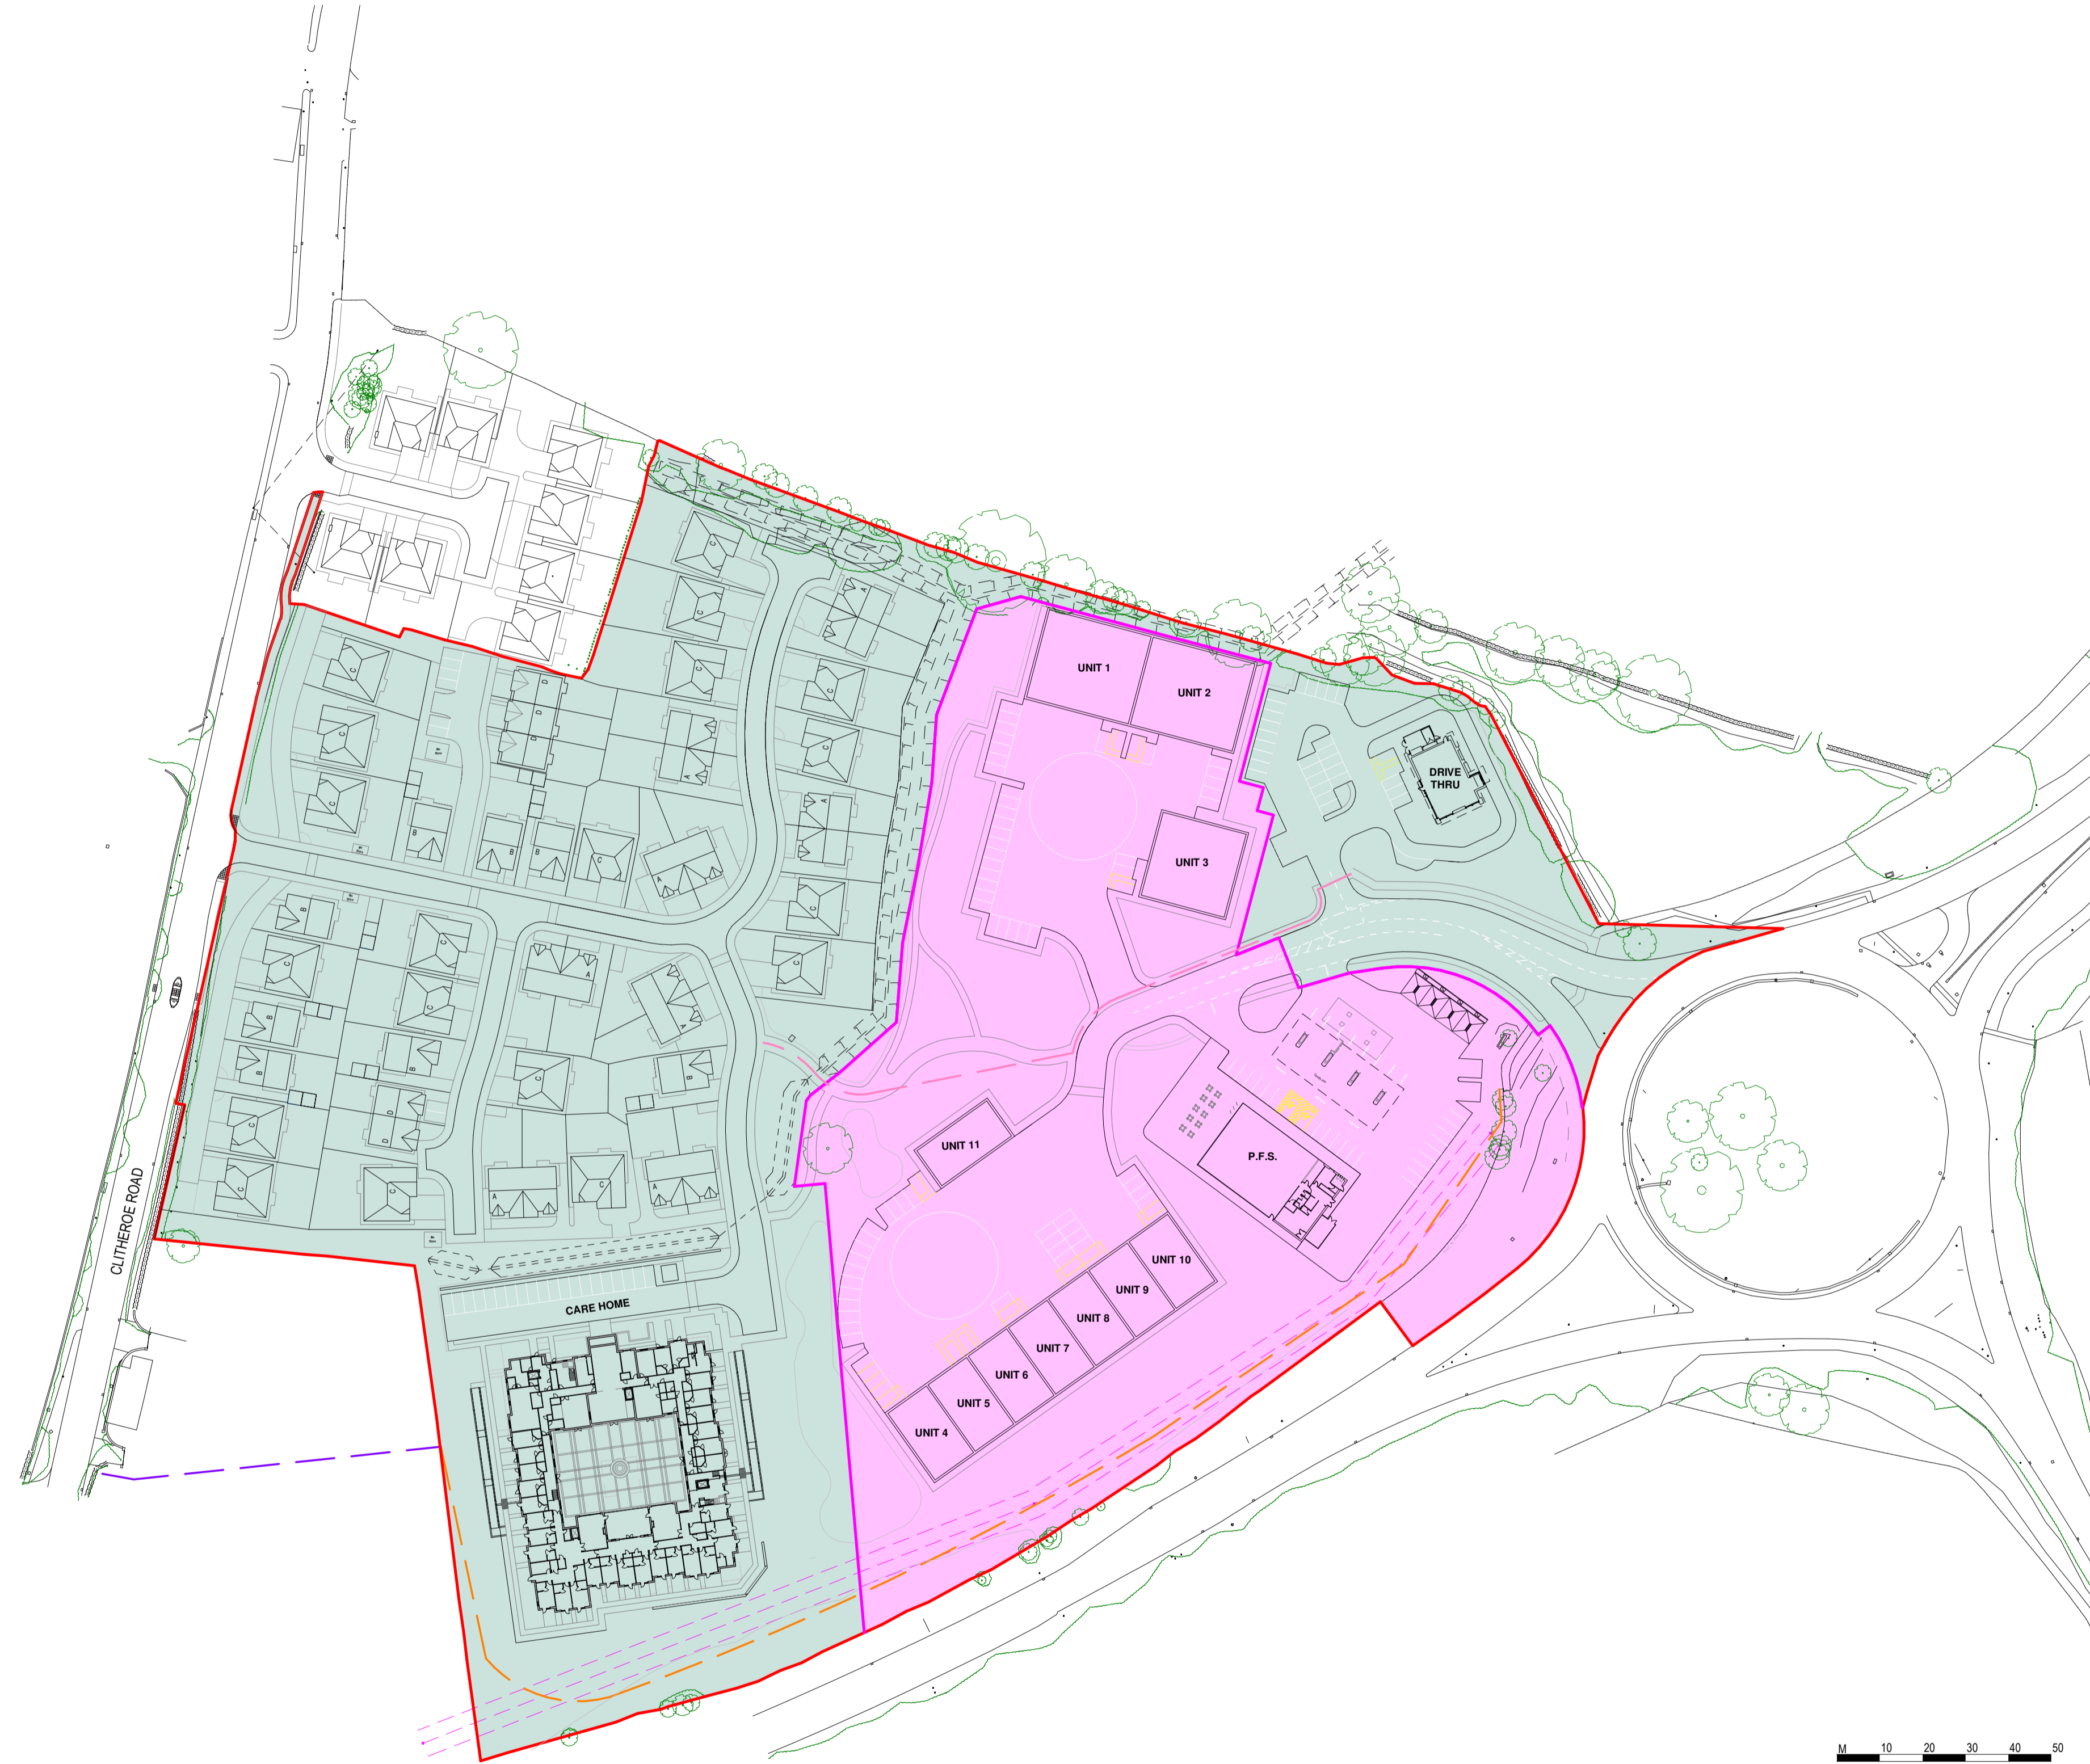 UNIT 1
UNIT 2
DRIVE
THRU
UNIT 3
UNIT 11
P.F.S.
CLITHEROE ROAD
UNIT 10
UNIT 9
CARE HOME
UNIT 8
UNIT 7
UNIT 6
UNIT 5
UNIT 4
M 10 20 30 40 50
C
C
C
A
C
C
C
C
D
D
D
A
A
C
C
A
A
B
B
B
C
A
C
C
B
C
B
B
C
C
C
B
D
C
C
A
A
B
C
A
C
A